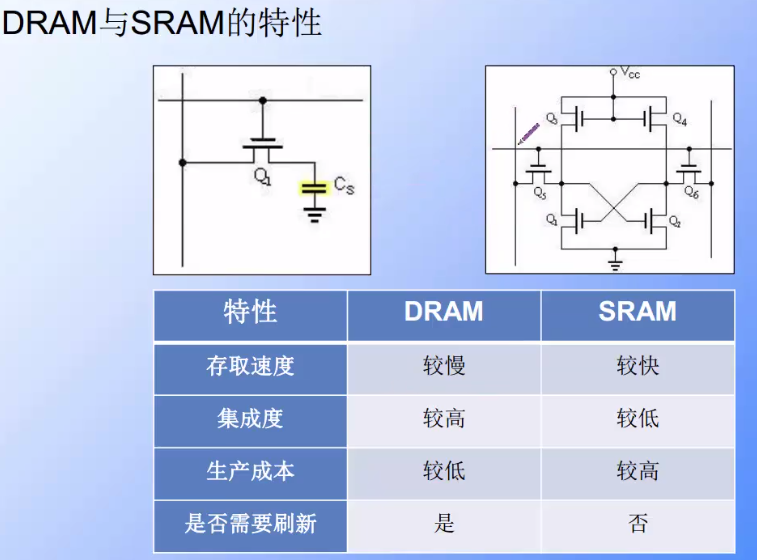 DRAM与SRAM的特性
Q1
CS
VCC
Q3
Q4
Q5
Q6
Q1
Q2
特性 DRAM SRAM
存取速度 较慢 较快
集成度 较高 较低
生产成本 较低 较高
是否需要刷新 是 否